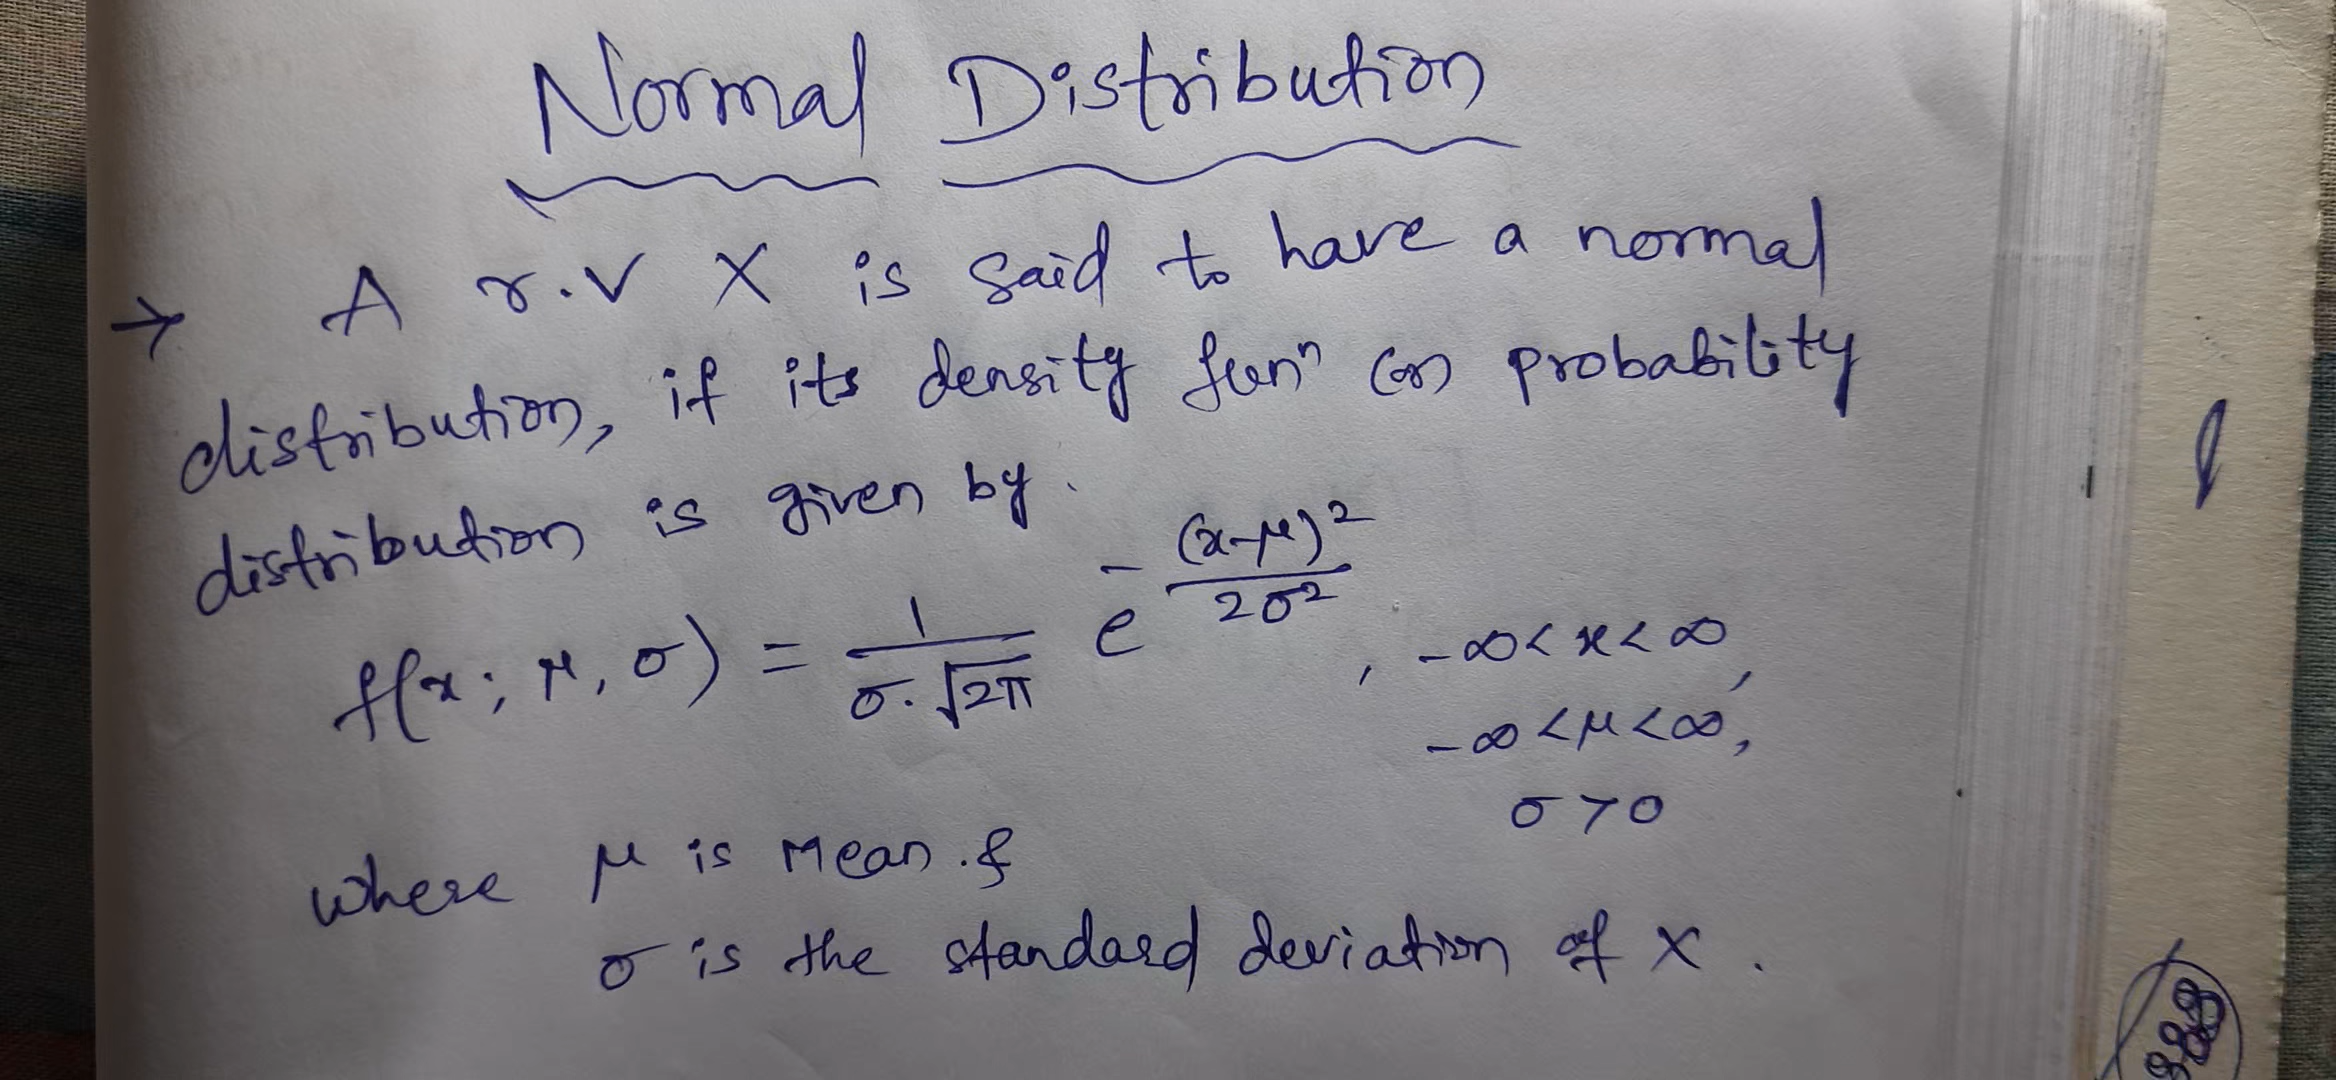 Normal Distribution
→ A r.v X is said to have a normal
distribution, if its density funⁿ (or) probability
distribution is given by.
f(x; μ, σ) = 1/(σ.√2π) e^(-(x-μ)²/2σ²) , -∞<x<∞,
-∞<μ<∞,
σ>0
where μ is Mean. &
σ is the standard deviation of X.